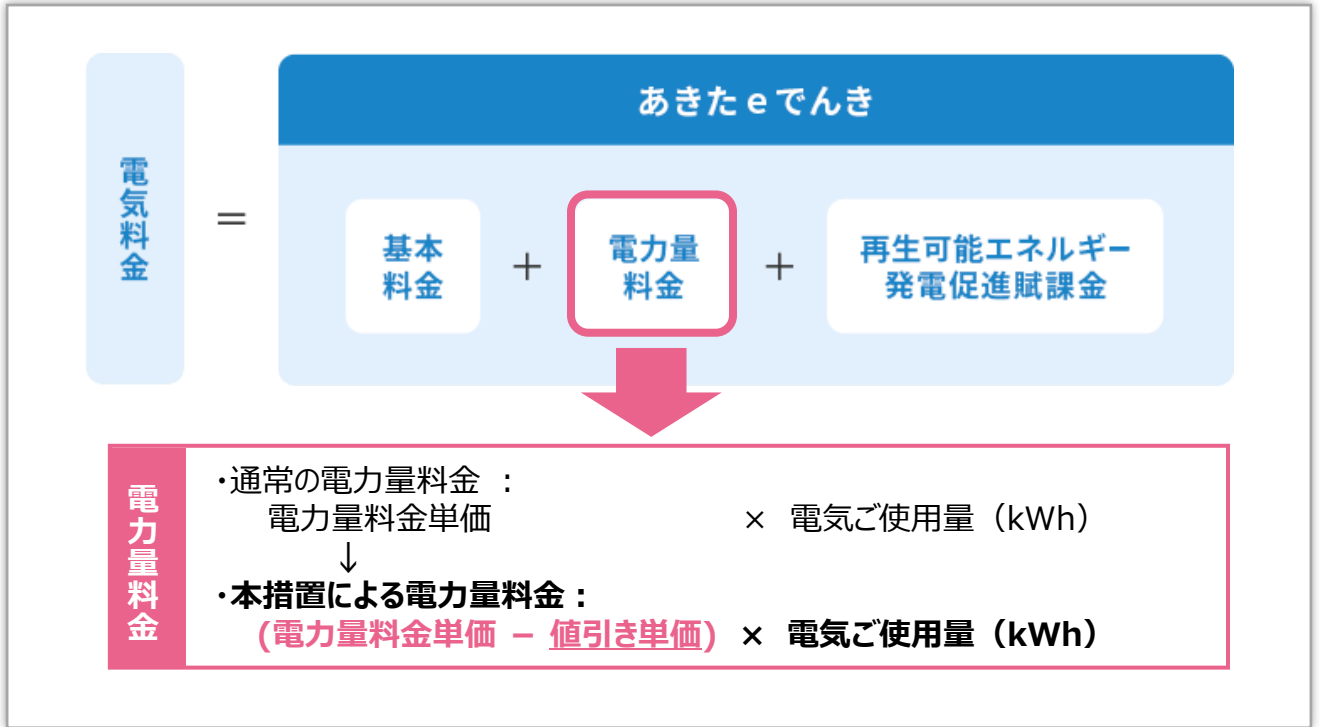 電気料金
=
あきたeでんき
基本
料金
+
電力量
料金
+
再生可能エネルギー
発電促進賦課金
電力量料金
・通常の電力量料金 :
電力量料金単価 × 電気ご使用量（kWh）
↓
・本措置による電力量料金：
(電力量料金単価 － 値引き単価) × 電気ご使用量（kWh）